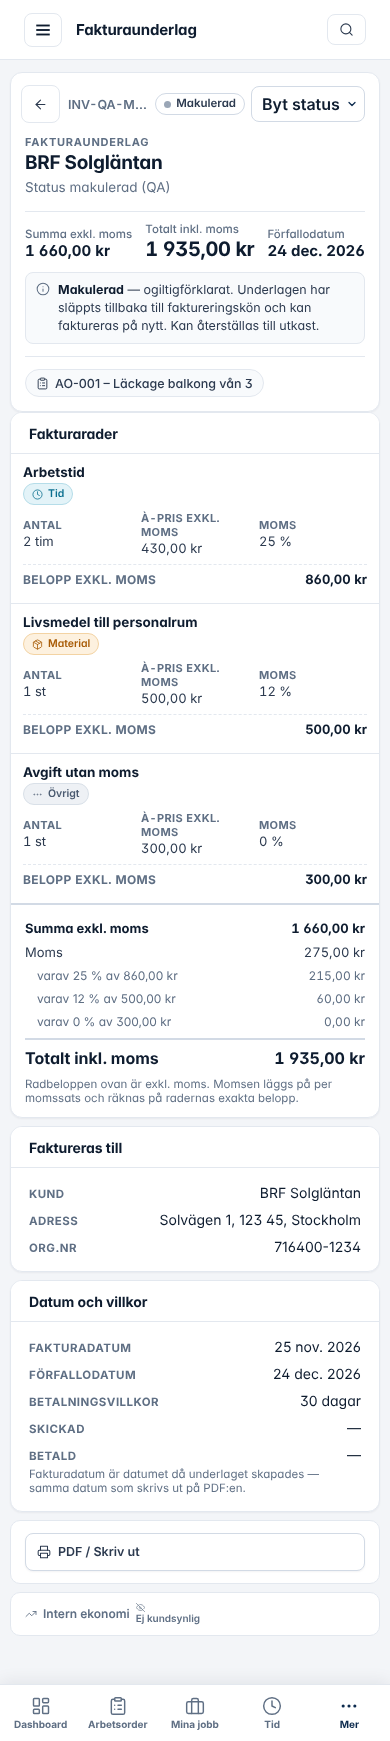 Fakturaunderlag
INV-QA-M... Makulerad Byt status
FAKTURAUNDERLAG
BRF Solgläntan
Status makulerad (QA)
Summa exkl. moms Totalt inkl. moms Förfallodatum
1 660,00 kr 1 935,00 kr 24 dec. 2026
Makulerad — ogiltigförklarat. Underlagen har
släppts tillbaka till faktureringskön och kan
faktureras på nytt. Kan återställas till utkast.
AO-001 – Läckage balkong vån 3
Fakturarader
Arbetstid
Tid
ANTAL À-PRIS EXKL. MOMS MOMS
2 tim 430,00 kr 25 %
BELOPP EXKL. MOMS 860,00 kr
Livsmedel till personalrum
Material
ANTAL À-PRIS EXKL. MOMS MOMS
1 st 500,00 kr 12 %
BELOPP EXKL. MOMS 500,00 kr
Avgift utan moms
Övrigt
ANTAL À-PRIS EXKL. MOMS MOMS
1 st 300,00 kr 0 %
BELOPP EXKL. MOMS 300,00 kr
Summa exkl. moms 1 660,00 kr
Moms 275,00 kr
varav 25 % av 860,00 kr 215,00 kr
varav 12 % av 500,00 kr 60,00 kr
varav 0 % av 300,00 kr 0,00 kr
Totalt inkl. moms 1 935,00 kr
Radbeloppen ovan är exkl. moms. Momsen läggs på per
momssats och räknas på radernas exakta belopp.
Faktureras till
KUND BRF Solgläntan
ADRESS Solvägen 1, 123 45, Stockholm
ORG.NR 716400-1234
Datum och villkor
FAKTURADATUM 25 nov. 2026
FÖRFALLODATUM 24 dec. 2026
BETALNINGSVILLKOR 30 dagar
SKICKAD —
BETALD —
Fakturadatum är datumet då underlaget skapades —
samma datum som skrivs ut på PDF:en.
PDF / Skriv ut
Intern ekonomi Ej kundsynlig
Dashboard Arbetsorder Mina jobb Tid Mer